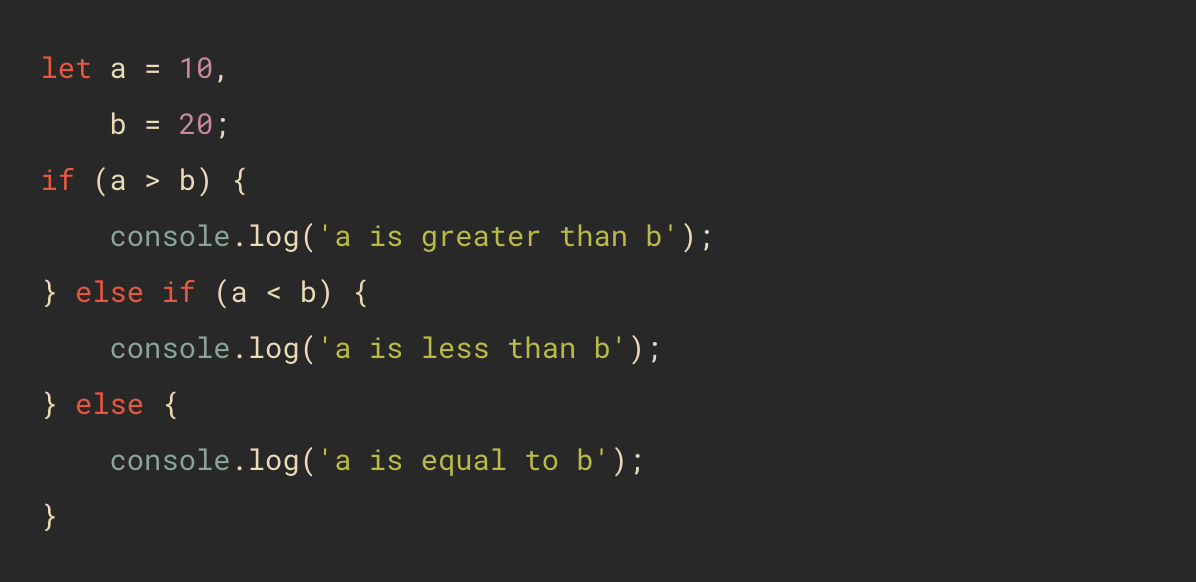 let a = 10,
    b = 20;
if (a > b) {
    console.log('a is greater than b');
} else if (a < b) {
    console.log('a is less than b');
} else {
    console.log('a is equal to b');
}